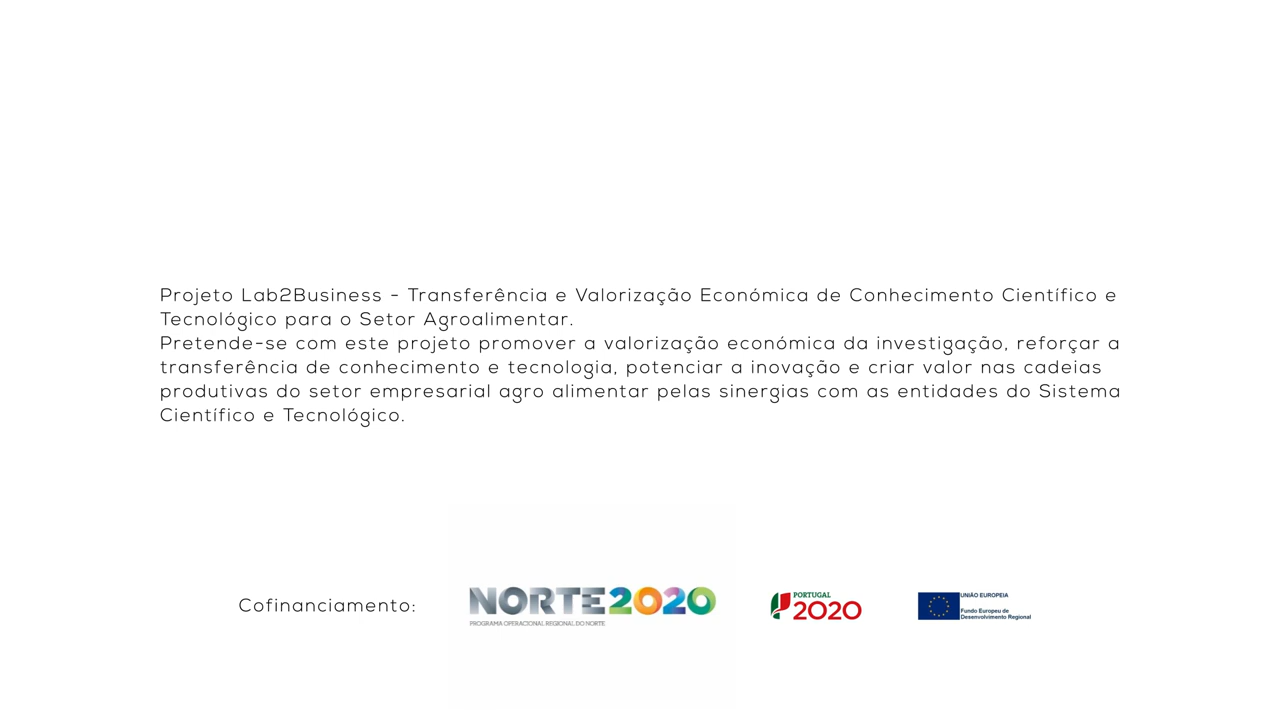 Projeto Lab2Business - Transferência e Valorização Económica de Conhecimento Científico e
Tecnológico para o Setor Agroalimentar.
Pretende-se com este projeto promover a valorização económica da investigação, reforçar a
transferência de conhecimento e tecnologia, potenciar a inovação e criar valor nas cadeias
produtivas do setor empresarial agro alimentar pelas sinergias com as entidades do Sistema
Científico e Tecnológico.
Cofinanciamento:
NORTE2020
PROGRAMA OPERACIONAL REGIONAL DO NORTE
PORTUGAL
2020
UNIÃO EUROPEIA
Fundo Europeu de
Desenvolvimento Regional